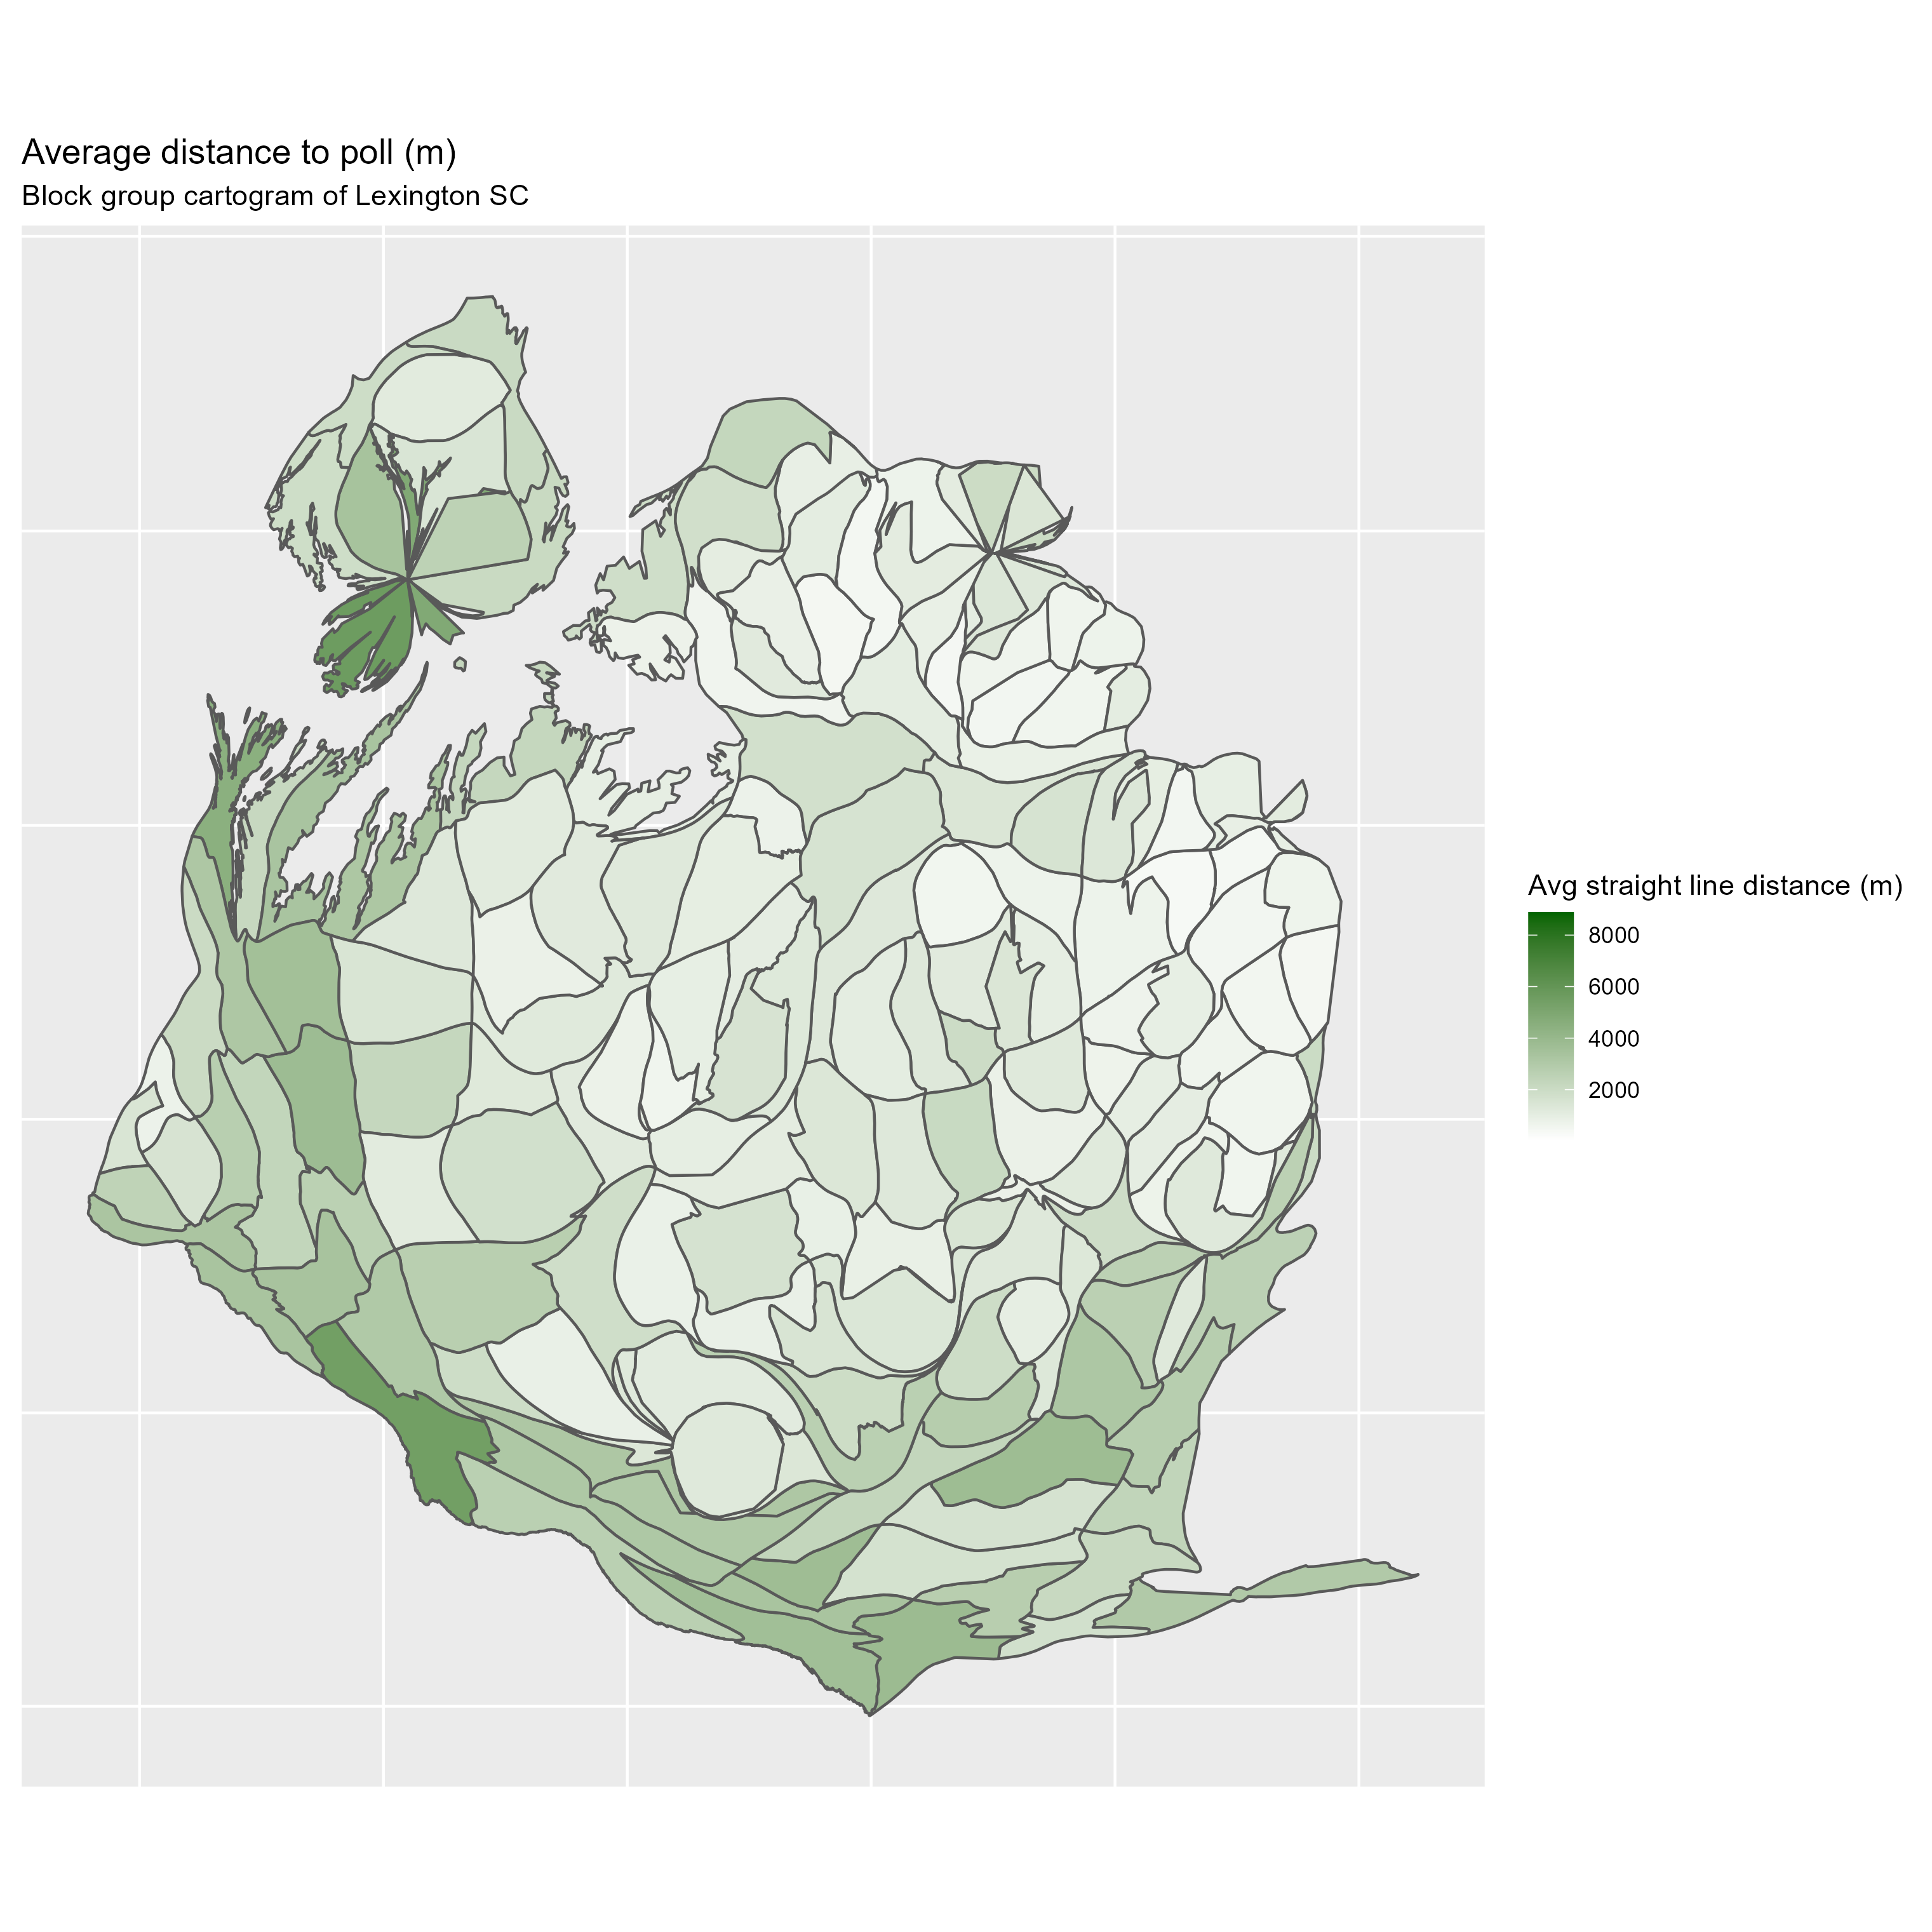 Average distance to poll (m)
Block group cartogram of Lexington SC
Avg straight line distance (m)
8000
6000
4000
2000